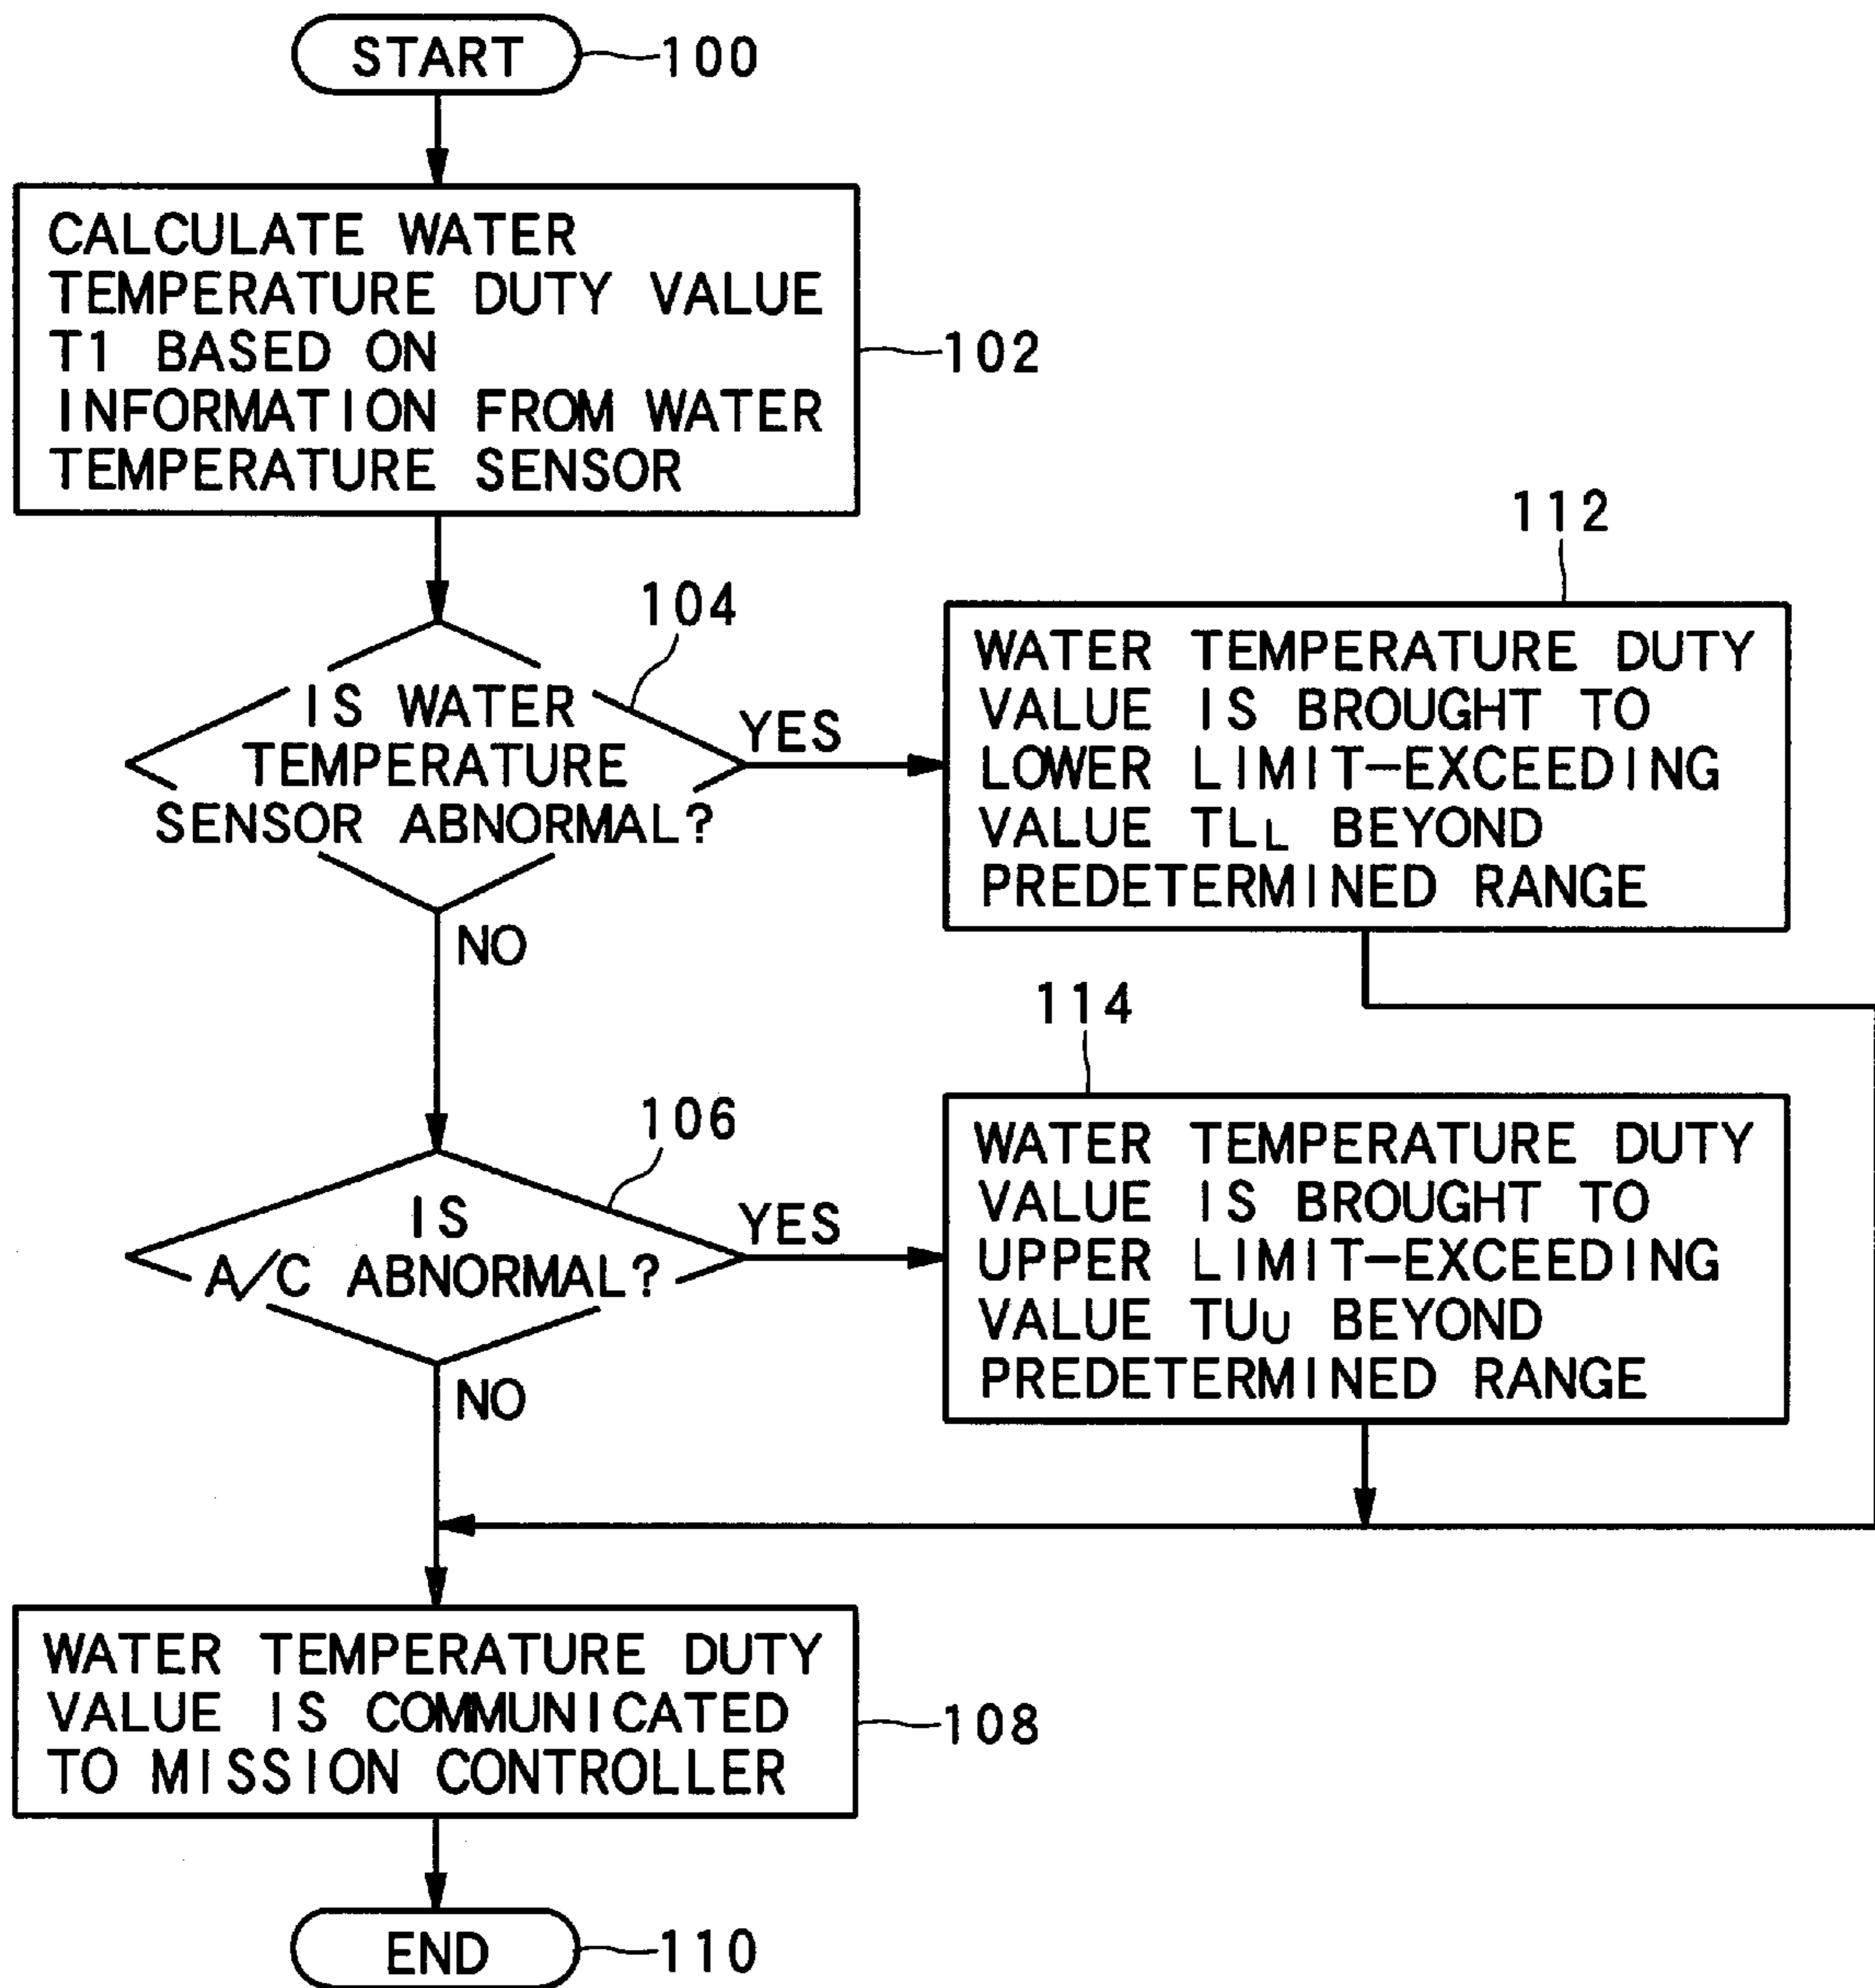 START
100
CALCULATE WATER
TEMPERATURE DUTY VALUE
T1 BASED ON
INFORMATION FROM WATER
TEMPERATURE SENSOR
102
104
IS WATER
TEMPERATURE
SENSOR ABNORMAL?
YES
NO
112
WATER TEMPERATURE DUTY
VALUE IS BROUGHT TO
LOWER LIMIT-EXCEEDING
VALUE TLL BEYOND
PREDETERMINED RANGE
106
IS
A/C ABNORMAL?
YES
NO
114
WATER TEMPERATURE DUTY
VALUE IS BROUGHT TO
UPPER LIMIT-EXCEEDING
VALUE TUU BEYOND
PREDETERMINED RANGE
WATER TEMPERATURE DUTY
VALUE IS COMMUNICATED
TO MISSION CONTROLLER
108
END
110